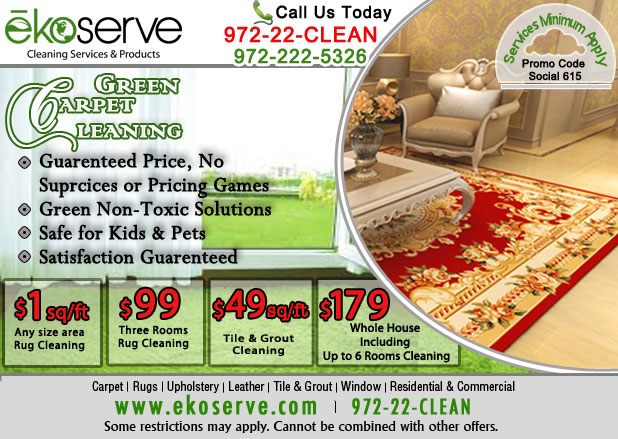 ēkoserve
Cleaning Services & Products
Call Us Today
972-22-CLEAN
972-222-5326
Services Minimum Apply
Promo Code
Social 615
Green
Carpet
Cleaning
Guarenteed Price, No
Suprcices or Pricing Games
Green Non-Toxic Solutions
Safe for Kids & Pets
Satisfaction Guarenteed
$1 sq/ft
Any size area
Rug Cleaning
$99
Three Rooms
Rug Cleaning
$49 sq/ft
Tile & Grout
Cleaning
$179
Whole House
Including
Up to 6 Rooms Cleaning
Carpet | Rugs | Upholstery | Leather | Tile & Grout | Window | Residential & Commercial
www.ekoserve.com | 972-22-CLEAN
Some restrictions may apply. Cannot be combined with other offers.